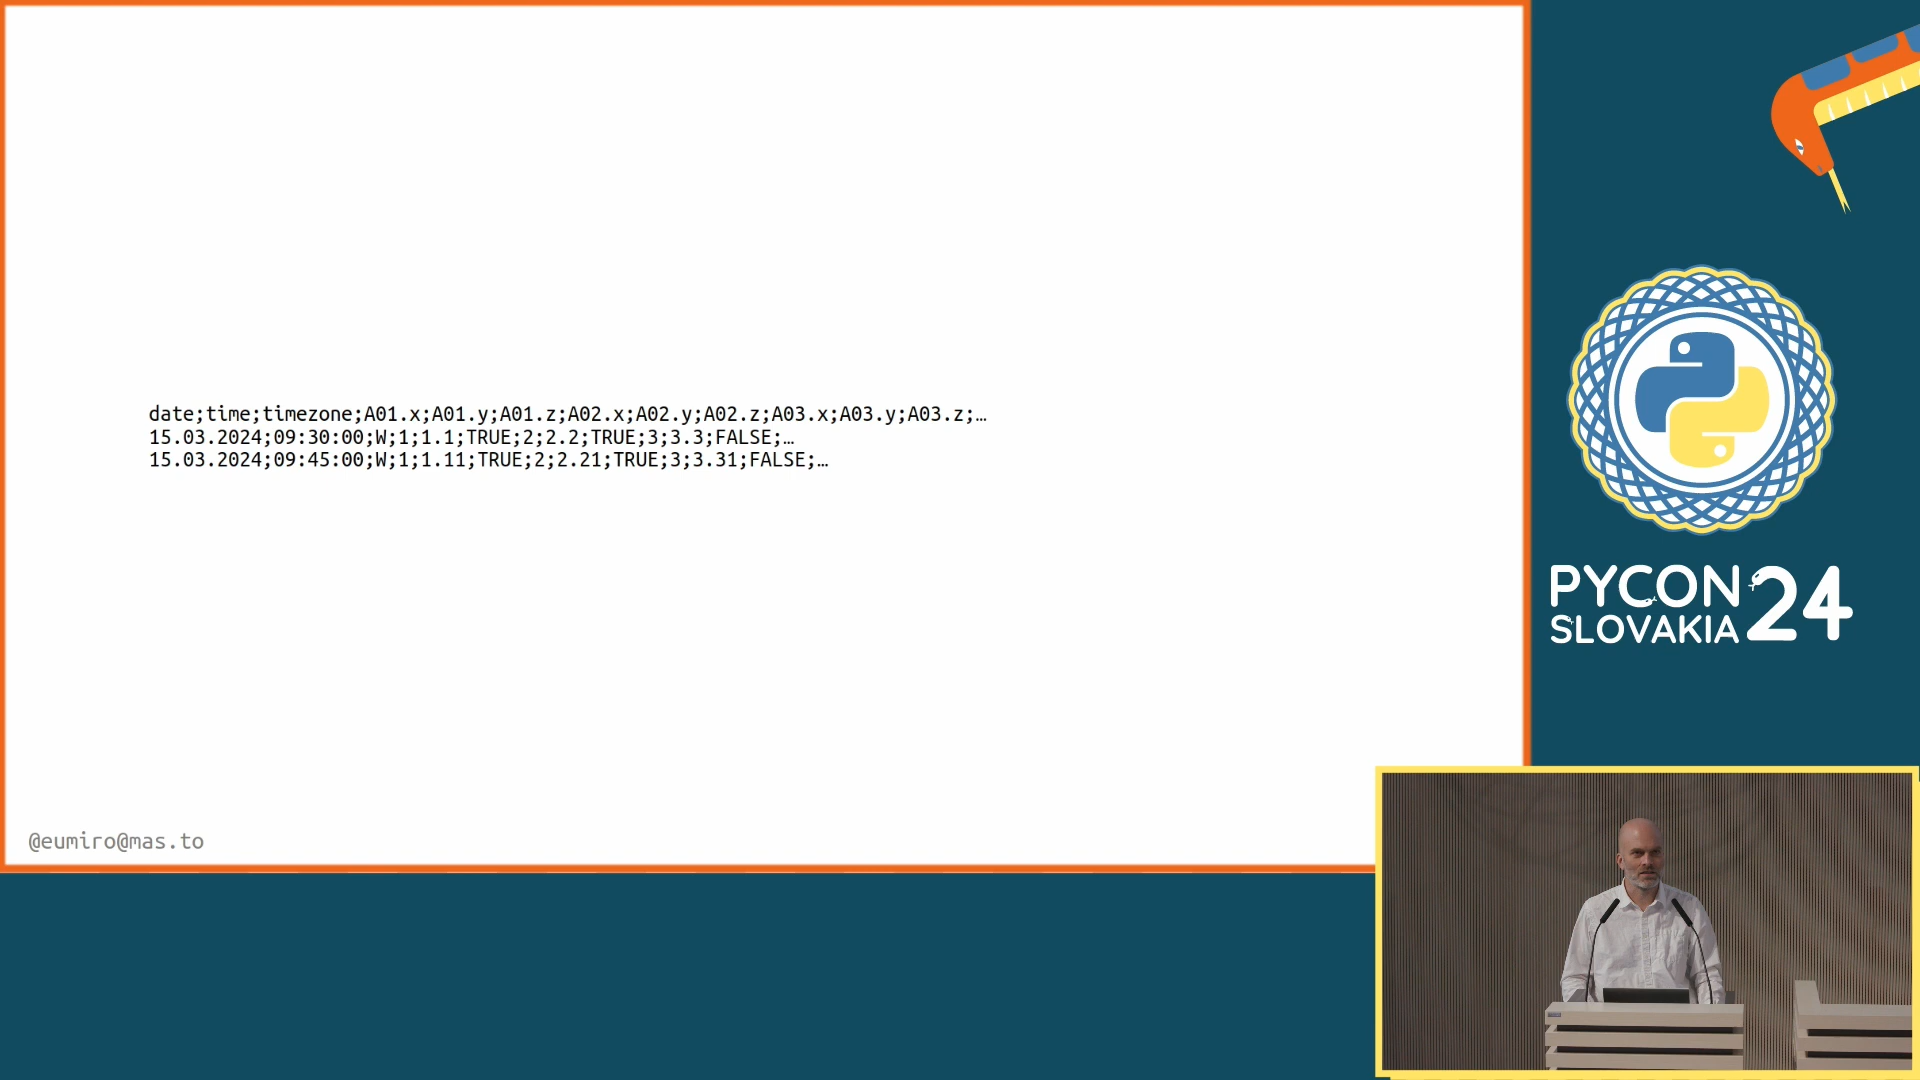 date;time;timezone;A01.x;A01.y;A01.z;A02.x;A02.y;A02.z;A03.x;A03.y;A03.z;…
15.03.2024;09:30:00;W;1;1.1;TRUE;2;2.2;TRUE;3;3.3;FALSE;…
15.03.2024;09:45:00;W;1;1.11;TRUE;2;2.21;TRUE;3;3.31;FALSE;…
@eumiro@mas.to
PYCON 24
SLOVAKIA